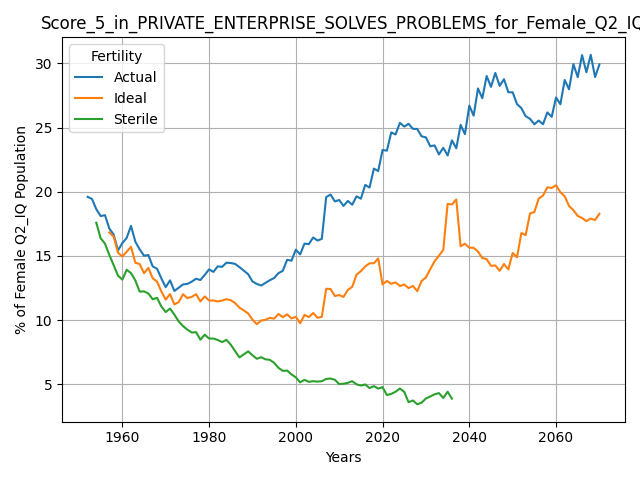 Score_5_in_PRIVATE_ENTERPRISE_SOLVES_PROBLEMS_for_Female_Q2_IQ
Fertility
Actual
Ideal
Sterile
% of Female Q2_IQ Population
30
25
20
15
10
5
1960 1980 2000 2020 2040 2060
Years